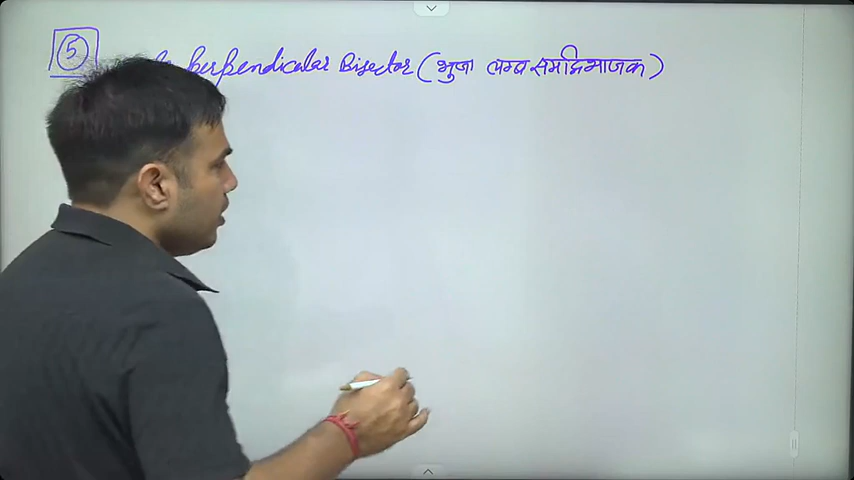 5 perpendicular Bisector (भुजा लम्ब समद्विभाजक)